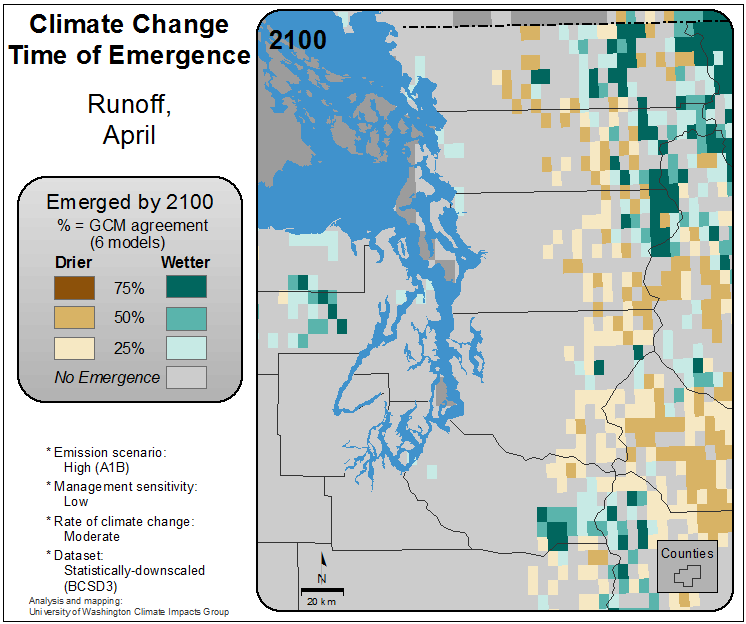 Climate Change
Time of Emergence
Runoff,
April
Emerged by 2100
% = GCM agreement
(6 models)
Drier Wetter
75%
50%
25%
No Emergence
* Emission scenario:
High (A1B)
* Management sensitivity:
Low
* Rate of climate change:
Moderate
* Dataset:
Statistically-downscaled
(BCSD3)
Analysis and mapping:
University of Washington Climate Impacts Group
2100
N
20 km
Counties